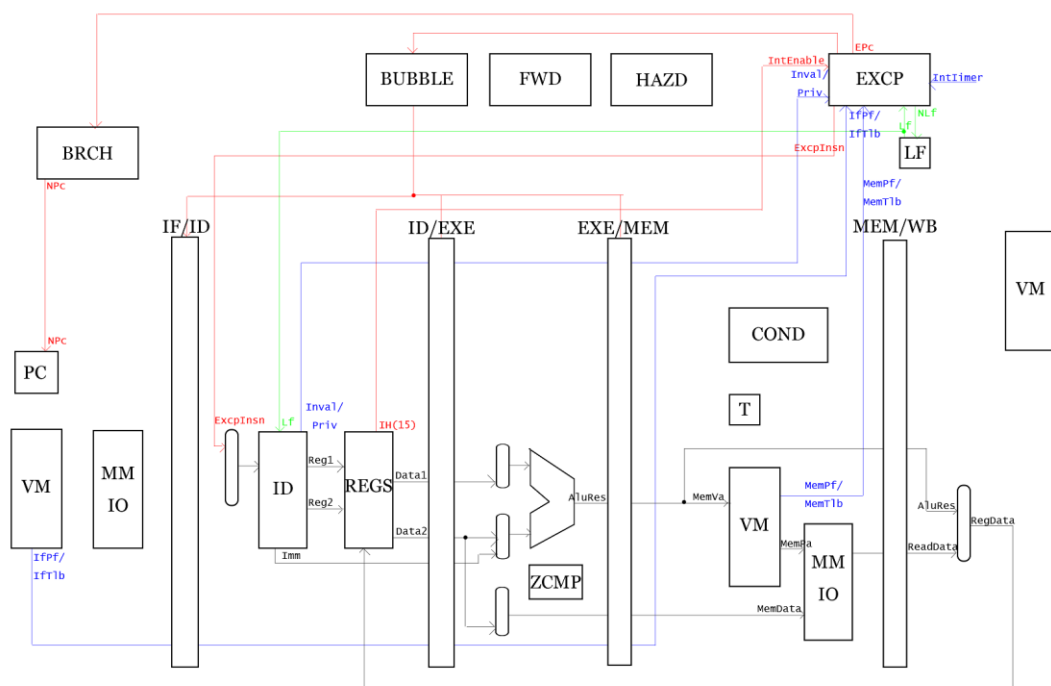 EPc
BUBBLE
FWD
HAZD
IntEnable
Inval/
Priv
EXCP
IntIimer
IfPf/
IfTlb
Lf
NLf
LF
ExcpInsn
BRCH
NPc
MemPf/
MemTlb
IF/ID
ID/EXE
EXE/MEM
MEM/WB
VM
COND
NPc
PC
T
ExcpInsn
Lf
Inval/
Priv
IH(15)
VM
MM
IO
ID
Reg1
Reg2
REGS
Data1
Data2
Imm
AluRes
ZCMP
MemVa
VM
MemPf/
MemTlb
MemPa
MM
IO
MemData
AluRes
ReadData
RegData
IfPf/
IfTlb